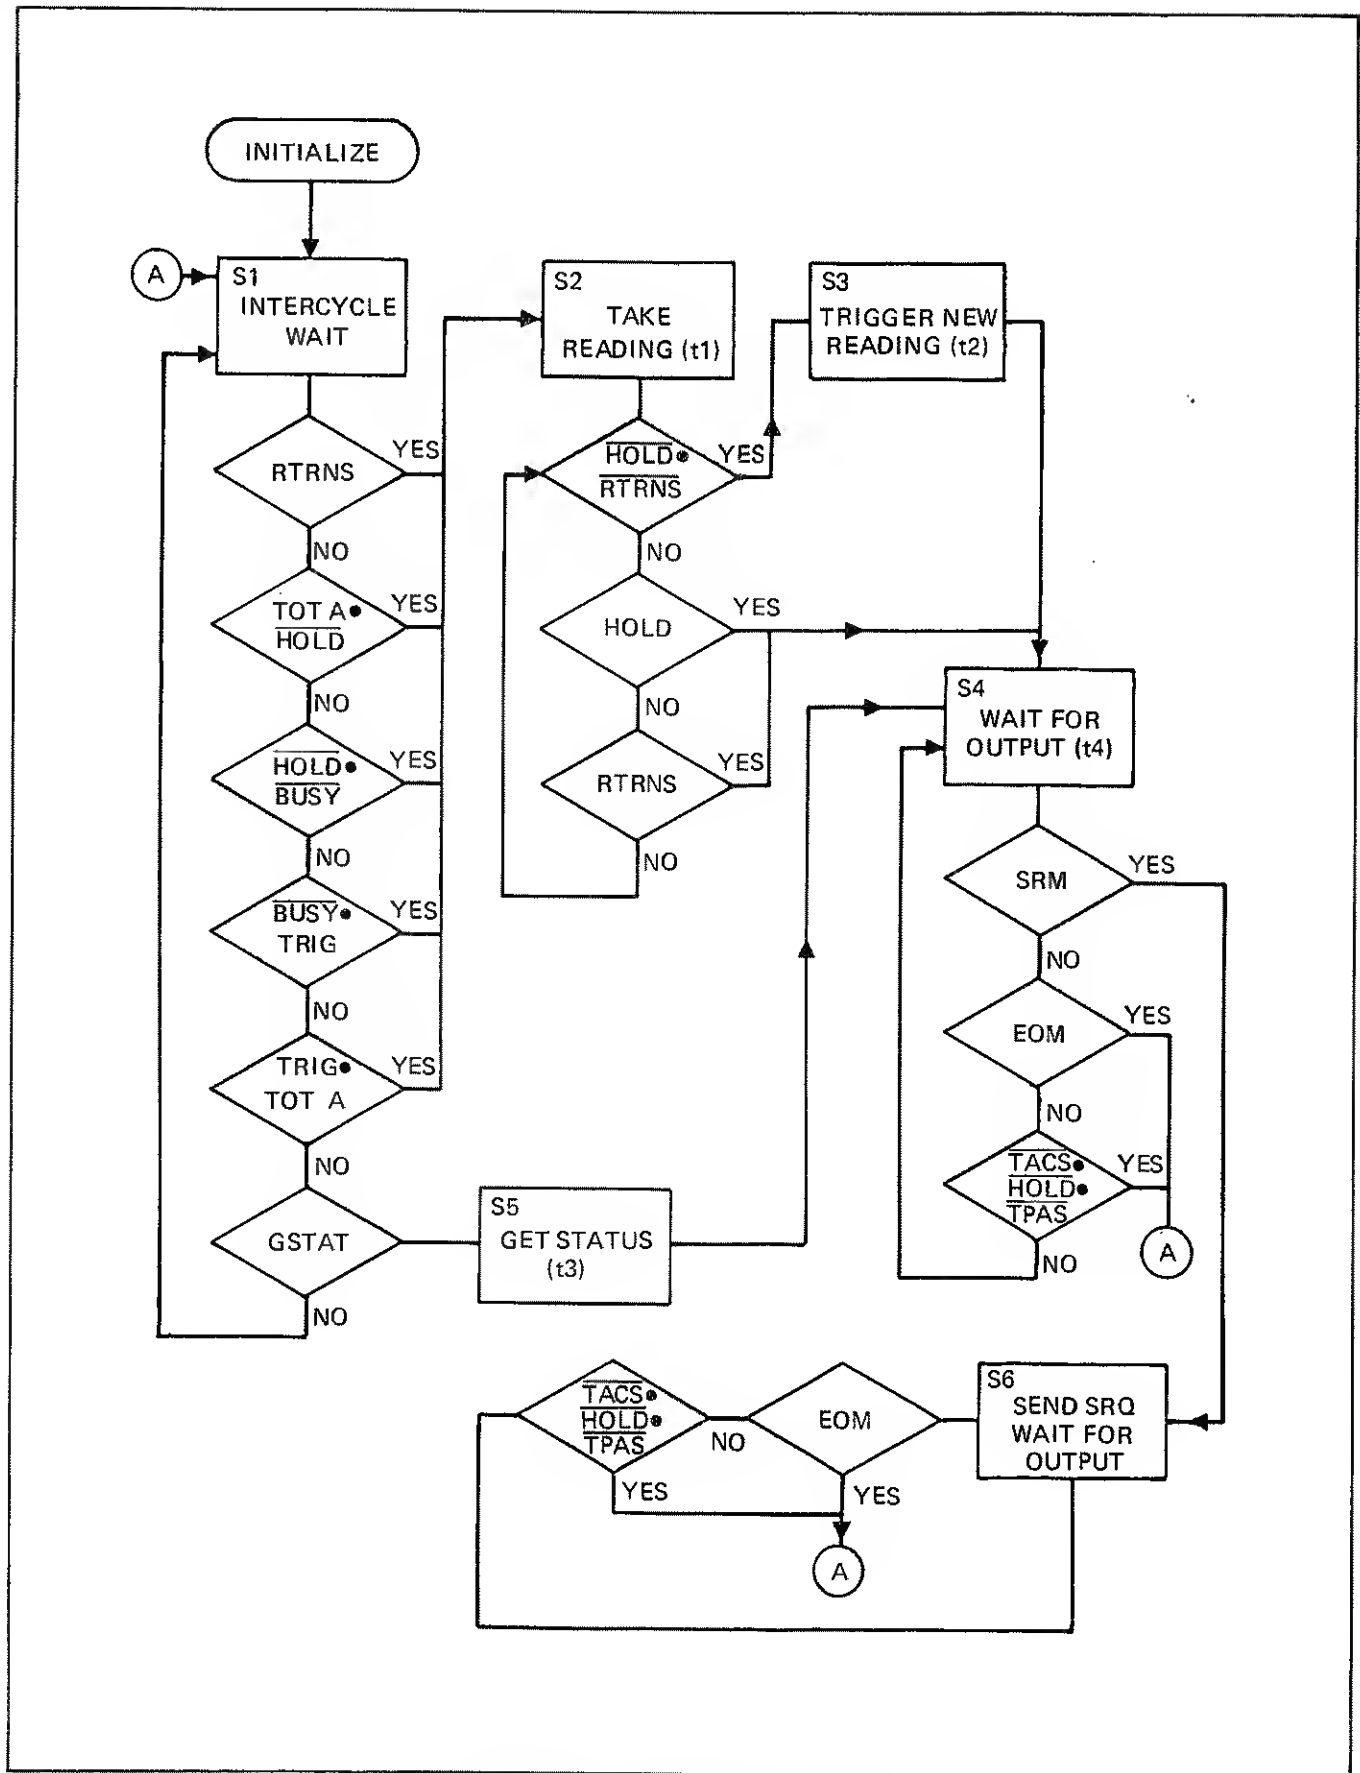 INITIALIZE
A
S1
INTERCYCLE
WAIT
RTRNS
YES
NO
TOT A•
HOLD
YES
NO
HOLD•
BUSY
YES
NO
BUSY•
TRIG
YES
NO
TRIG•
TOT A
YES
NO
GSTAT
NO
S5
GET STATUS
(t3)
S2
TAKE
READING (t1)
HOLD•
RTRNS
YES
NO
HOLD
YES
NO
RTRNS
YES
NO
S3
TRIGGER NEW
READING (t2)
S4
WAIT FOR
OUTPUT (t4)
SRM
YES
NO
EOM
YES
NO
TACS•
HOLD•
TPAS
YES
NO
A
S6
SEND SRQ
WAIT FOR
OUTPUT
EOM
YES
NO
TACS•
HOLD•
TPAS
YES
A